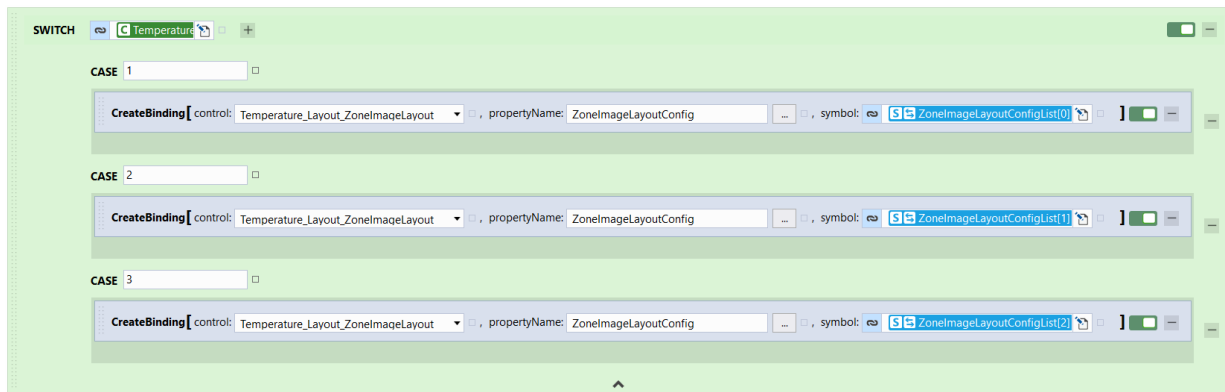 SWITCH C Temperature +
CASE 1
CreateBinding[ control: Temperature_Layout_ZoneImageLayout , propertyName: ZoneImageLayoutConfig ... , symbol: S ZoneImageLayoutConfigList[0] ]
CASE 2
CreateBinding[ control: Temperature_Layout_ZoneImageLayout , propertyName: ZoneImageLayoutConfig ... , symbol: S ZoneImageLayoutConfigList[1] ]
CASE 3
CreateBinding[ control: Temperature_Layout_ZoneImageLayout , propertyName: ZoneImageLayoutConfig ... , symbol: S ZoneImageLayoutConfigList[2] ]